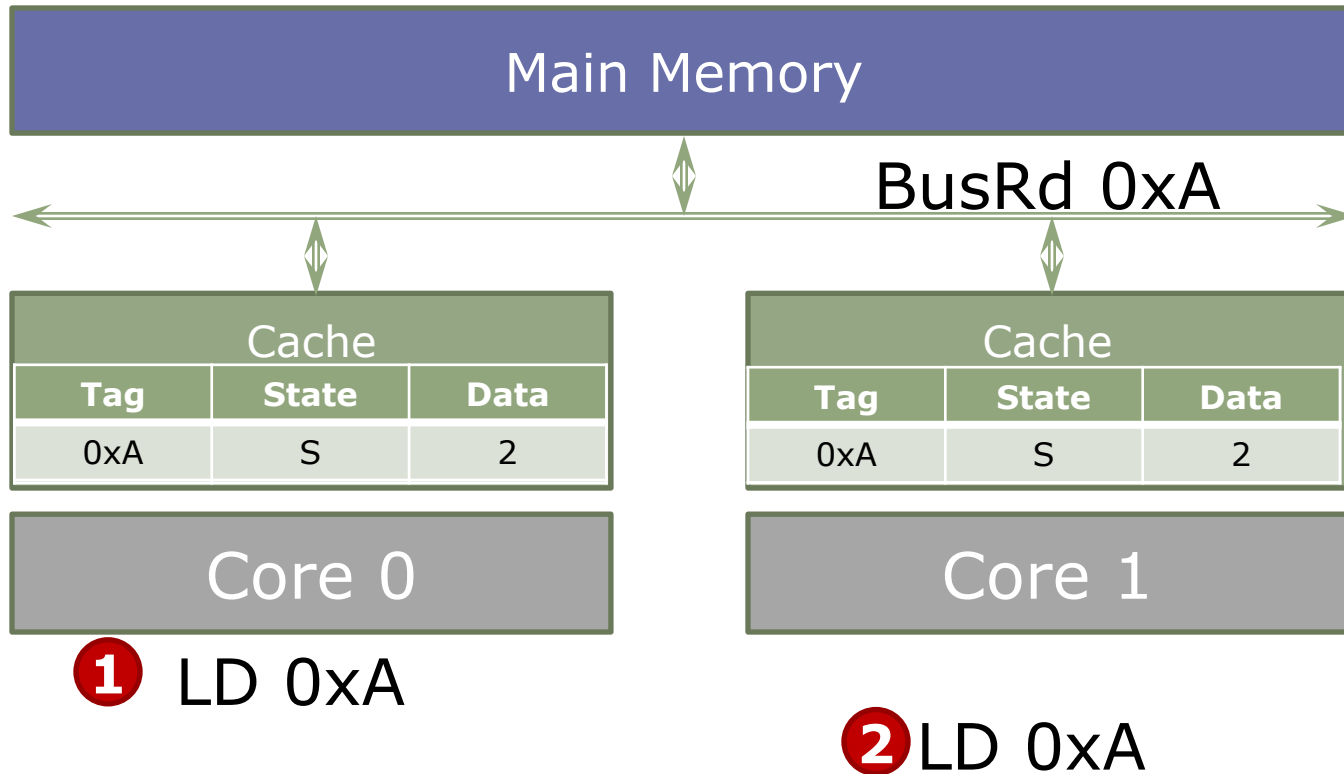 Main Memory
BusRd 0xA
Cache
Tag State Data
0xA S 2
Core 0
1 LD 0xA
Cache
Tag State Data
0xA S 2
Core 1
2 LD 0xA